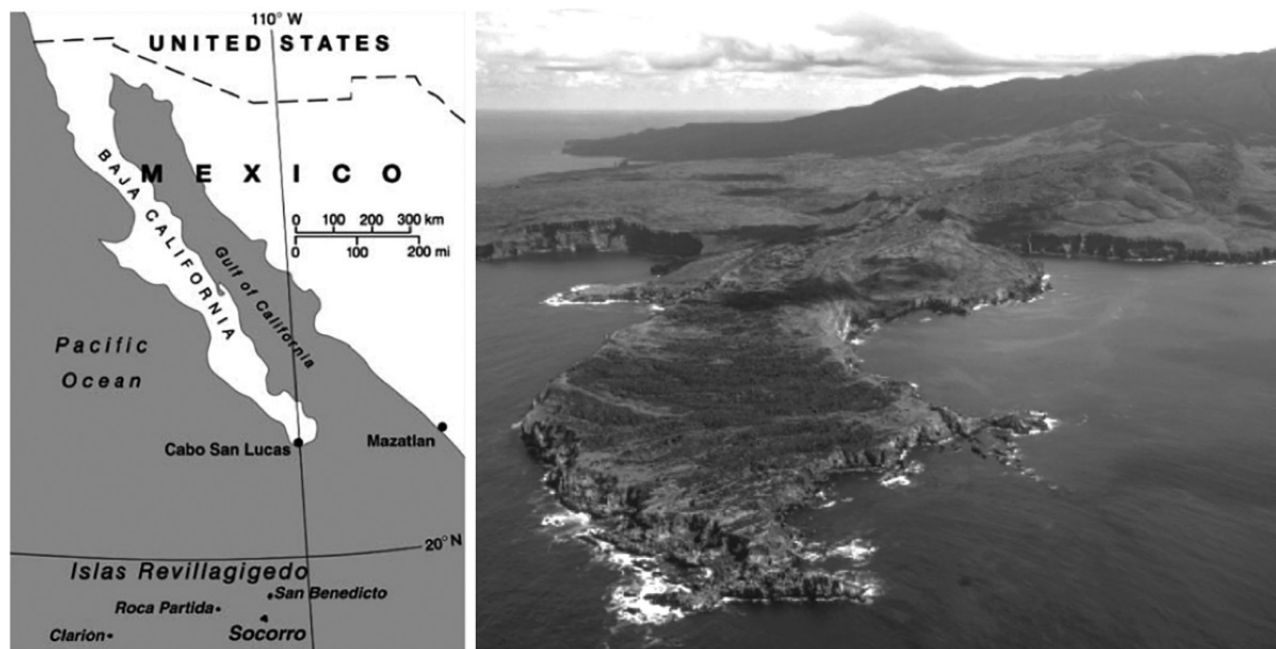 110° W
UNITED STATES
MEXICO
BAJA CALIFORNIA
0 100 200 300 km
0 100 200 mi
Gulf of California
Pacific
Ocean
Cabo San Lucas
Mazatlan
20° N
Islas Revillagigedo
San Benedicto
Roca Partida
Socorro
Clarion